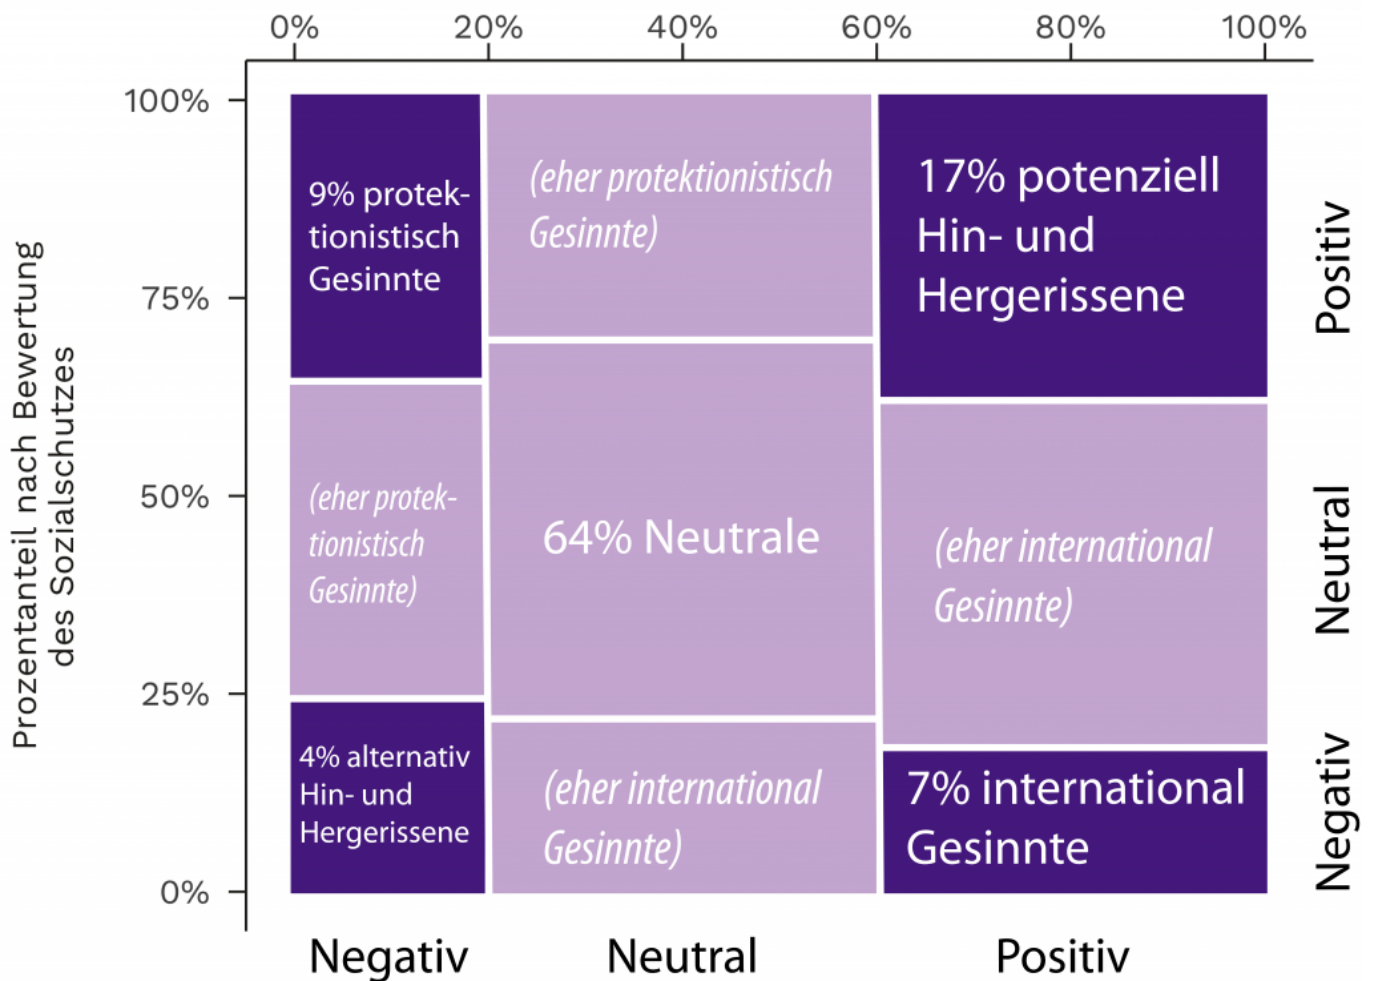 0% 20% 40% 60% 80% 100%
Prozentanteil nach Bewertung
des Sozialschutzes
100%
75%
50%
25%
0%
9% protek-
tionistisch
Gesinnte
(eher protektionistisch
Gesinnte)
17% potenziell
Hin- und
Hergerissene
Positiv
(eher protek-
tionistisch
Gesinnte)
64% Neutrale
(eher international
Gesinnte)
Neutral
4% alternativ
Hin- und
Hergerissene
(eher international
Gesinnte)
7% international
Gesinnte
Negativ
Negativ Neutral Positiv